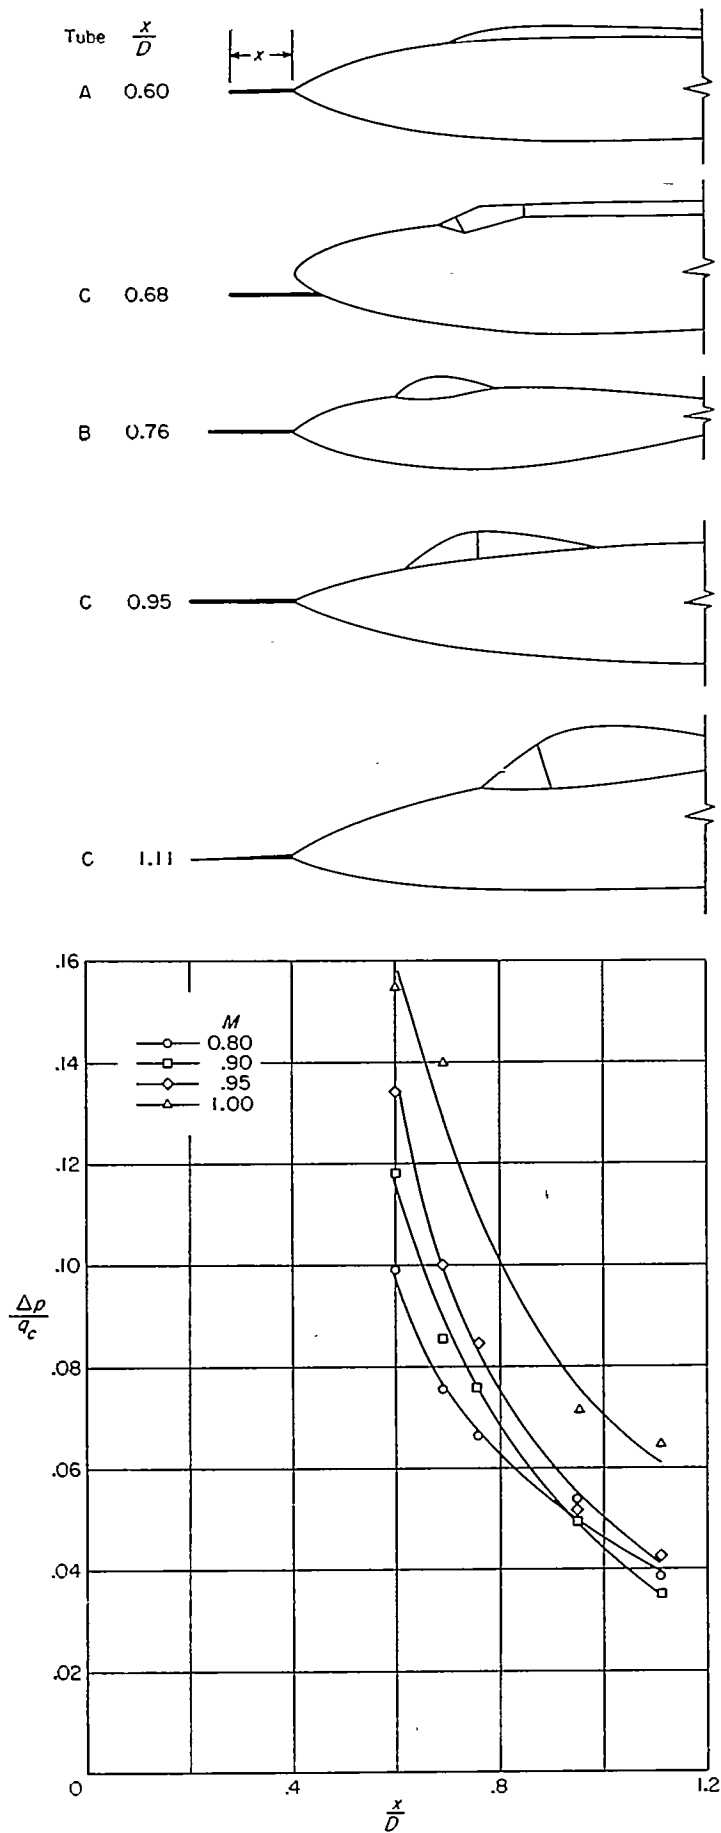 Tube x/D
x
A 0.60
C 0.68
B 0.76
C 0.95
C 1.11
.16
M
0.80
.90
.95
1.00
.14
.12
.10
Δp/q_c
.08
.06
.04
.02
0 .4 .8 1.2
x/D